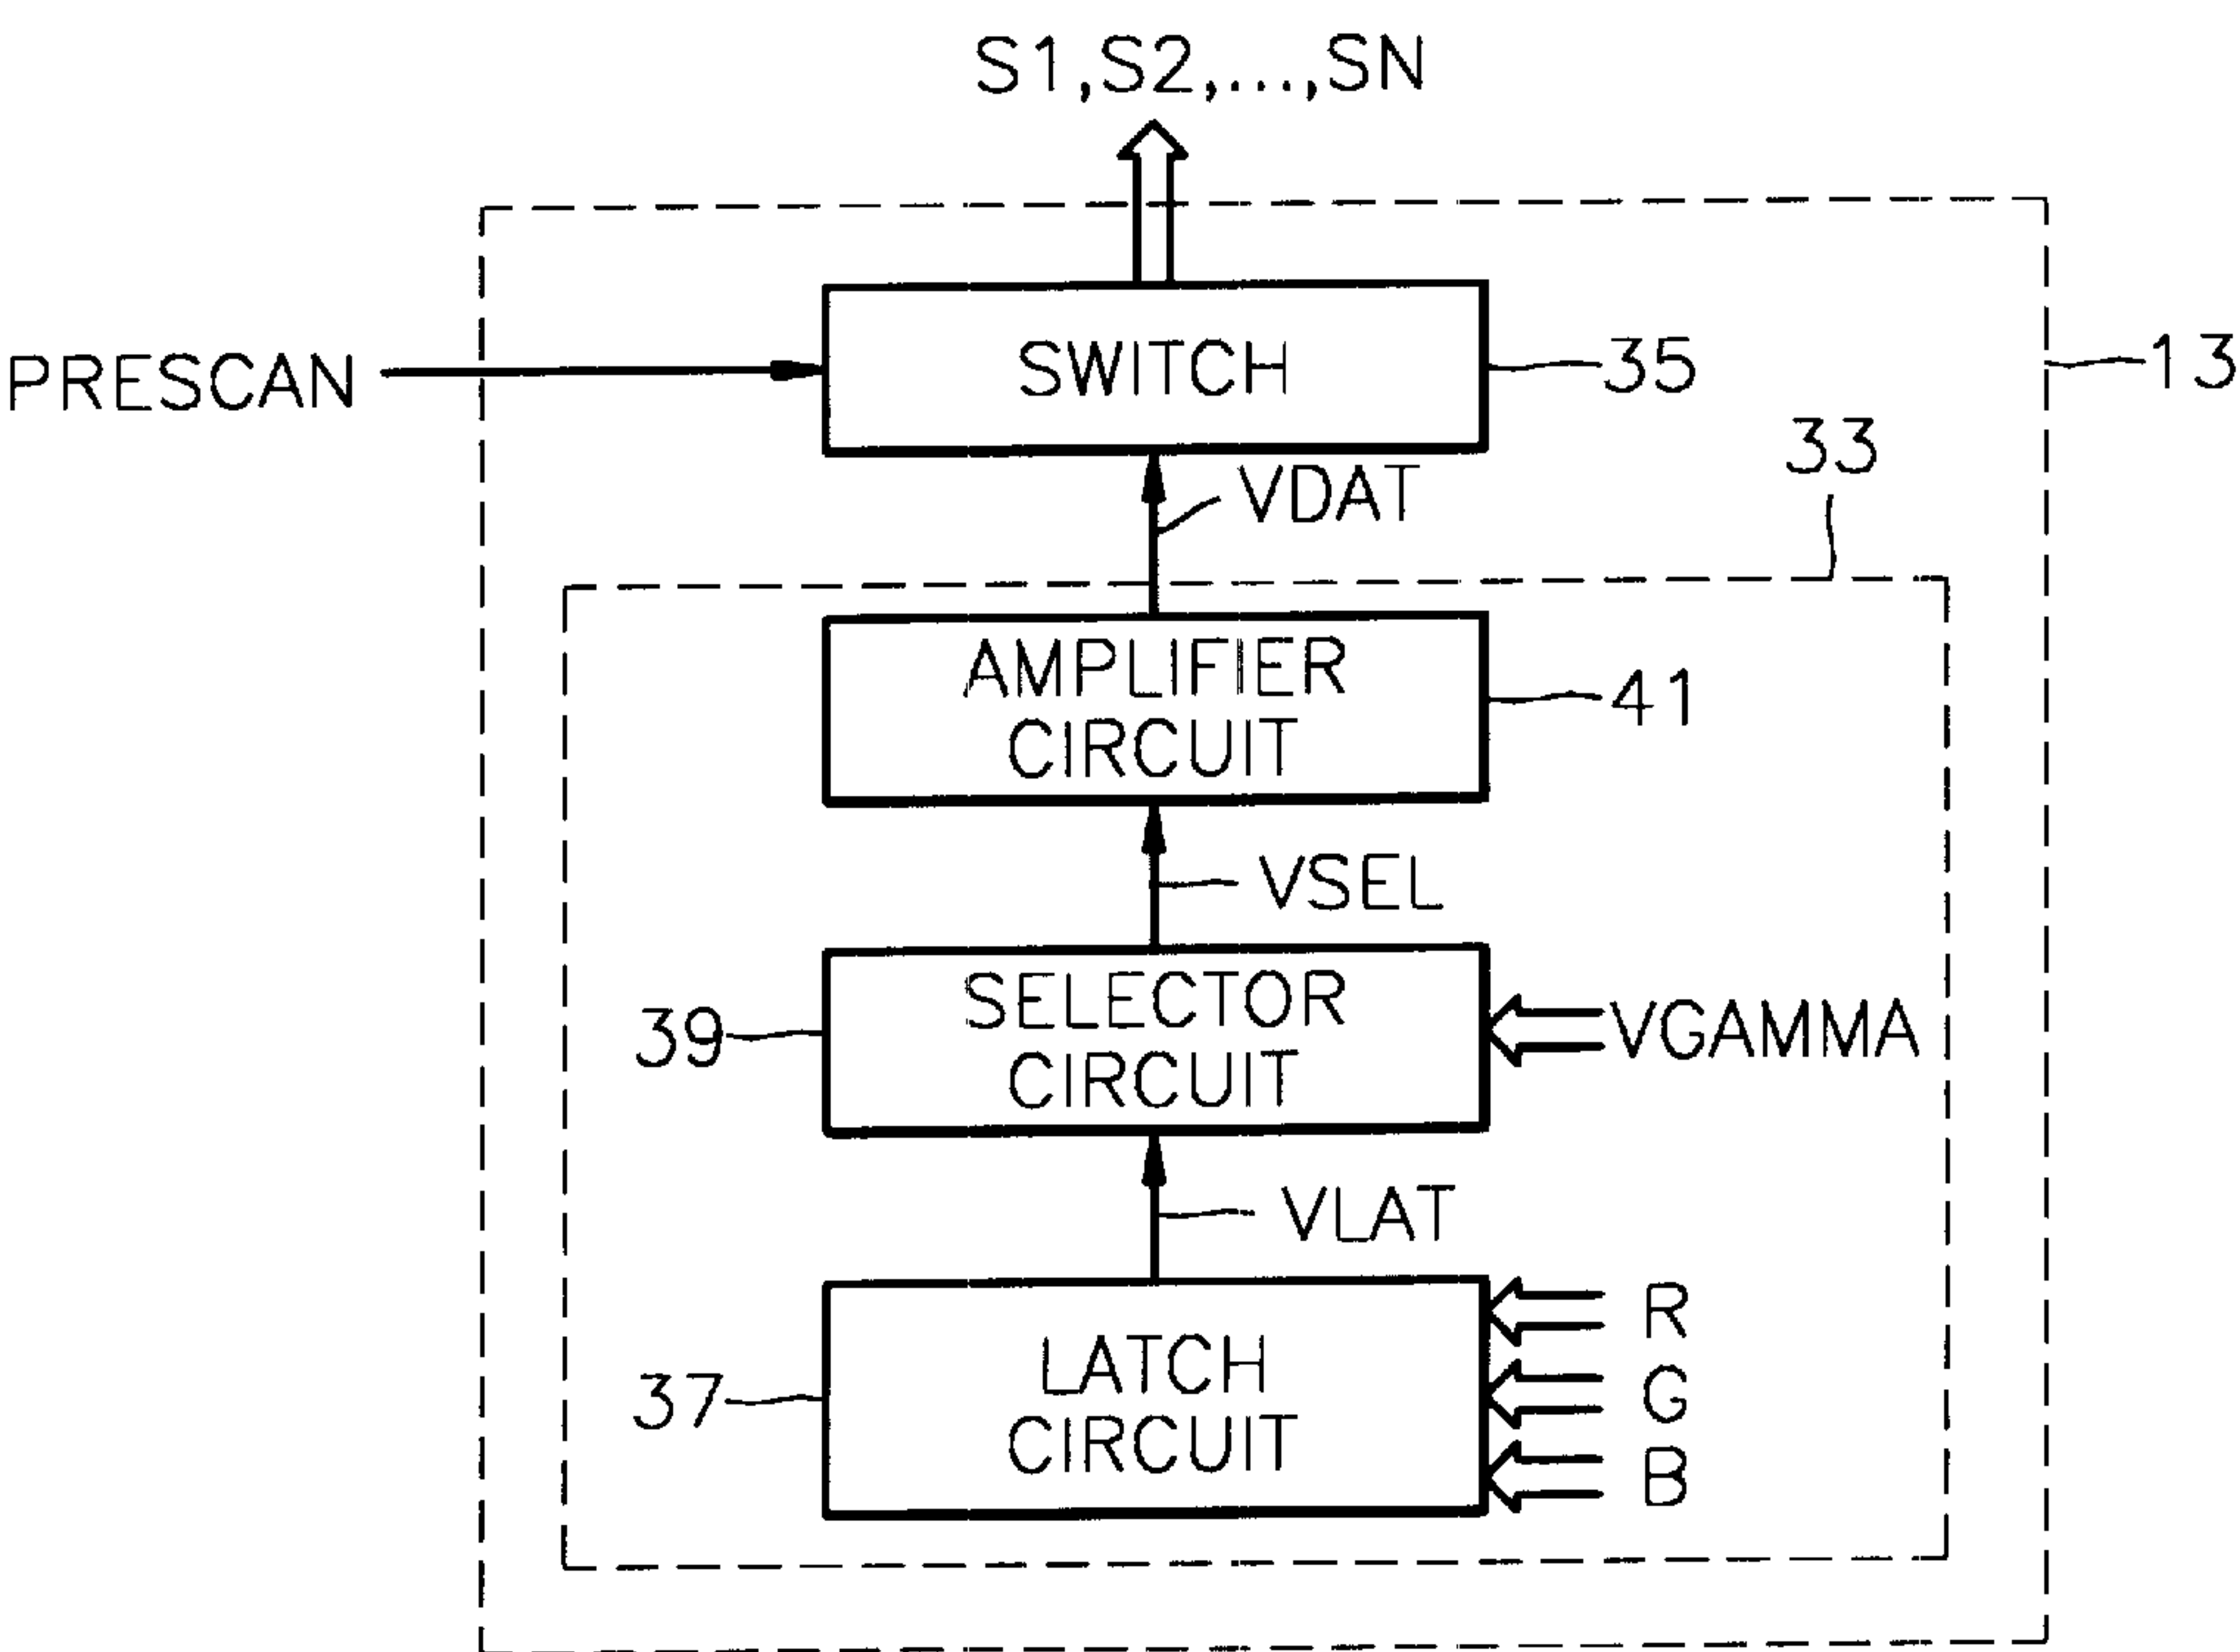 S1,S2,...,SN
PRESCAN
SWITCH
35
13
33
VDAT
AMPLIFIER
CIRCUIT
41
VSEL
39
SELECTOR
CIRCUIT
VGAMMA
VLAT
37
LATCH
CIRCUIT
R
G
B